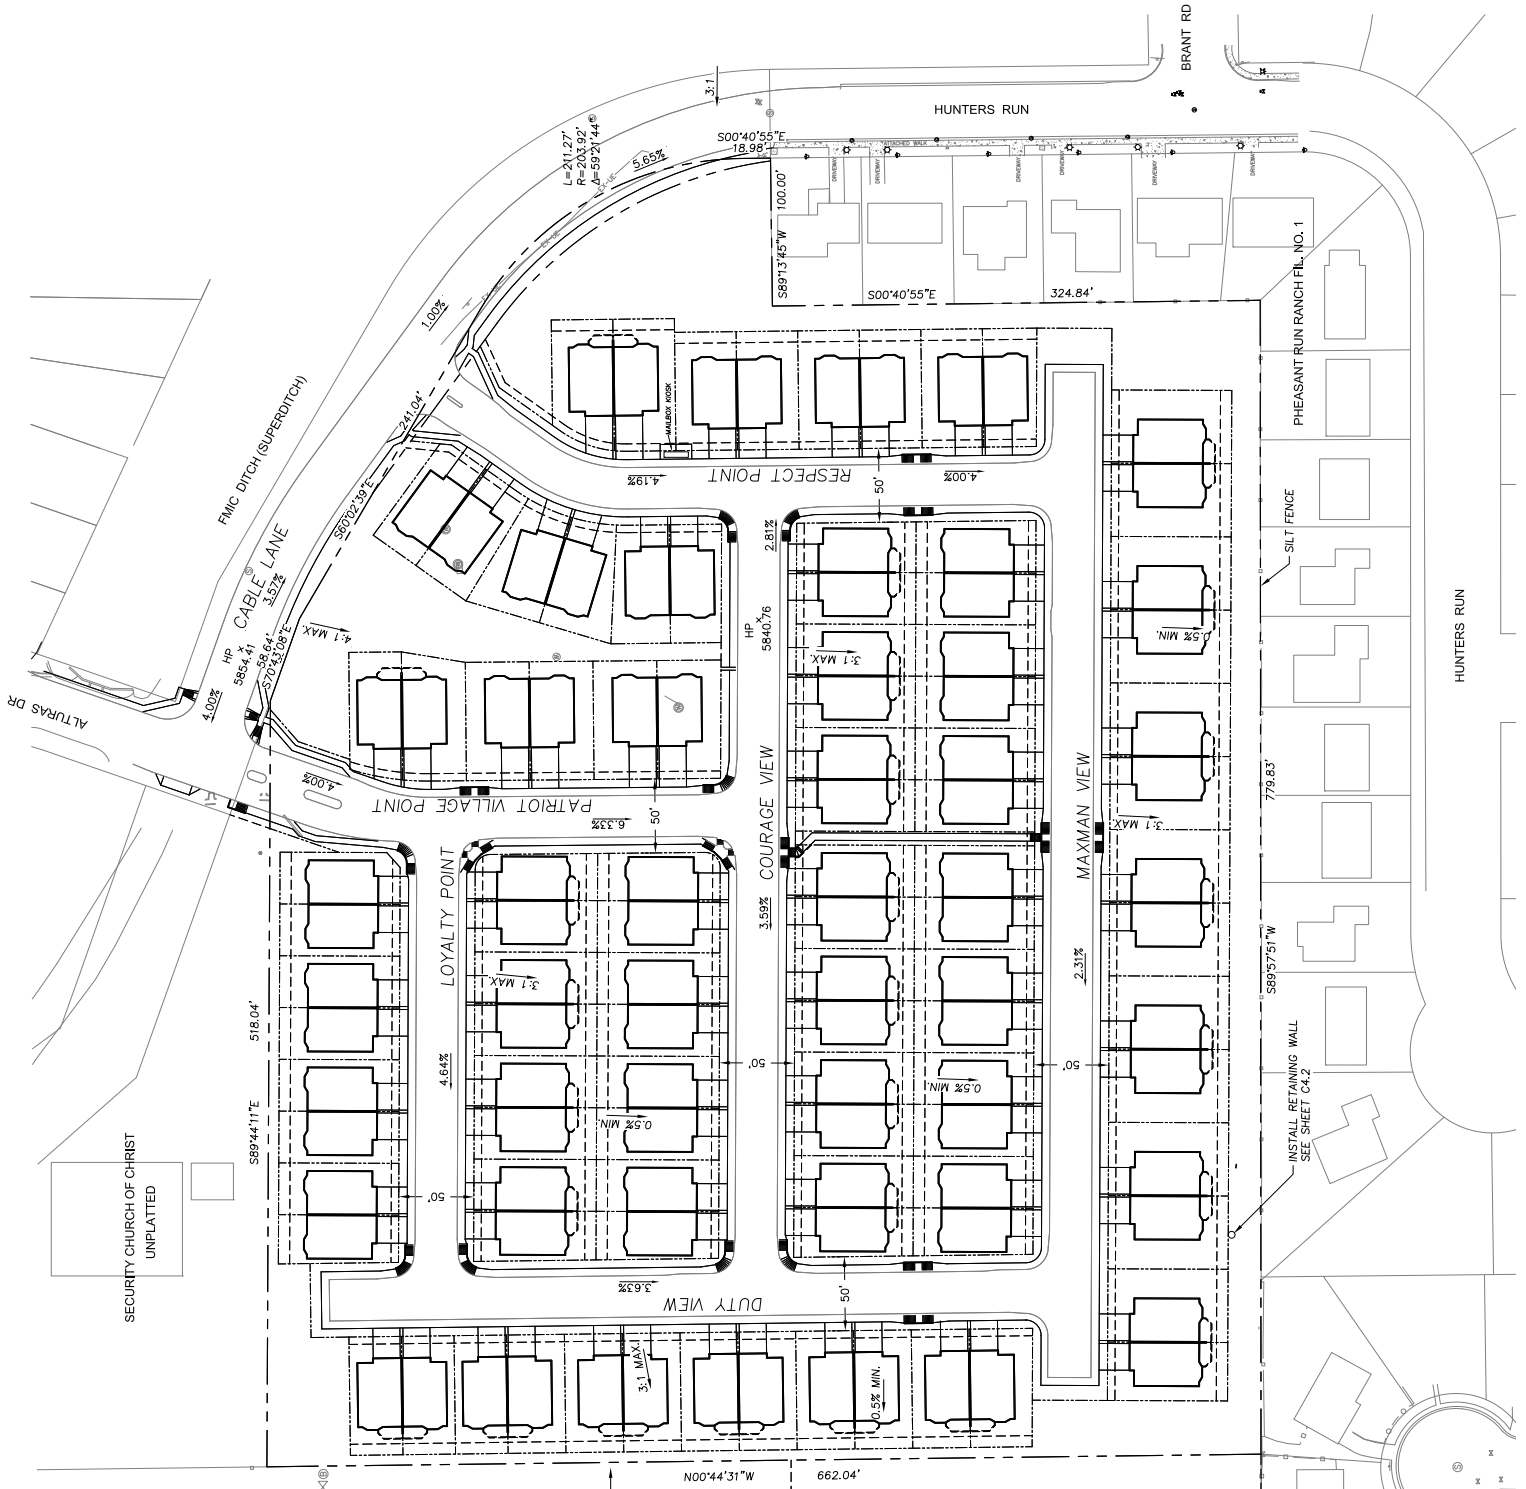 BRANT RD
3:1
HUNTERS RUN
L=211.27'
R=203.92'
Δ=59°21'44"
5.65%
S00°40'55"E
18.98'
ATTACHED WALK
DRIVEWAY
DRIVEWAY
DRIVEWAY
DRIVEWAY
DRIVEWAY
DRIVEWAY
EX-UE
EX-UE
EX-UE
S89°13'45"W 100.00'
S00°40'55"E
324.84'
PHEASANT RUN RANCH FIL. NO. 1
1.00%
FMIC DITCH (SUPERDITCH)
241.04'
S60°02'39"E
MAILBOX KIOSK
4.19%
RESPECT POINT
50'
4.00%
SILT FENCE
CABLE LANE
3.57%
HP
5854.41
58.64'
S70°43'08"E
4:1 MAX.
2.81%
HP
5840.76
3:1 MAX.
0.5% MIN.
HUNTERS RUN
ALTURAS DR
4.00%
4.00%
PATRIOT VILLAGE POINT
6.33%
50'
COURAGE VIEW
3.59%
MAXMAN VIEW
2.31%
3:1 MAX.
779.83'
S89°57'51"W
LOYALTY POINT
4.64%
3:1 MAX.
518.04'
S89°44'11"E
50'
50'
0.5% MIN.
0.5% MIN.
50'
INSTALL RETAINING WALL
SEE SHEET C4.2
SECURITY CHURCH OF CHRIST
UNPLATTED
3.63%
DUTY VIEW
50'
3:1 MAX.
0.5% MIN.
N00°44'31"W
662.04'